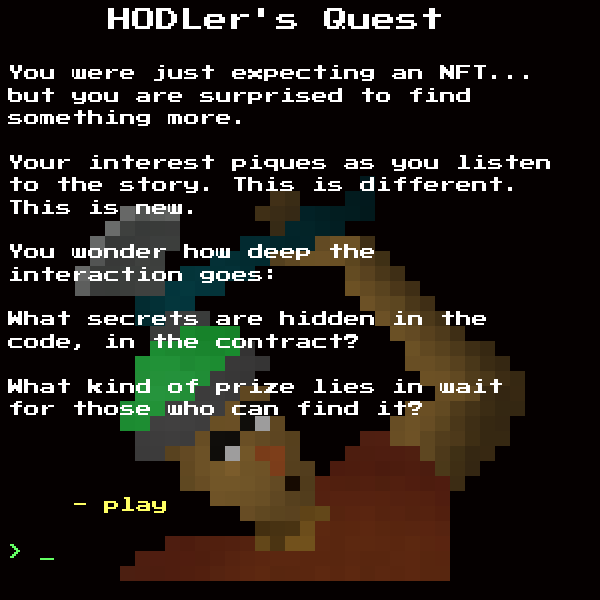 HODLer's Quest
You were just expecting an NFT...
but you are surprised to find
something more.
Your interest piques as you listen
to the story. This is different.
This is new.
You wonder how deep the
interaction goes:
What secrets are hidden in the
code, in the contract?
What kind of prize lies in wait
for those who can find it?
- play
> _